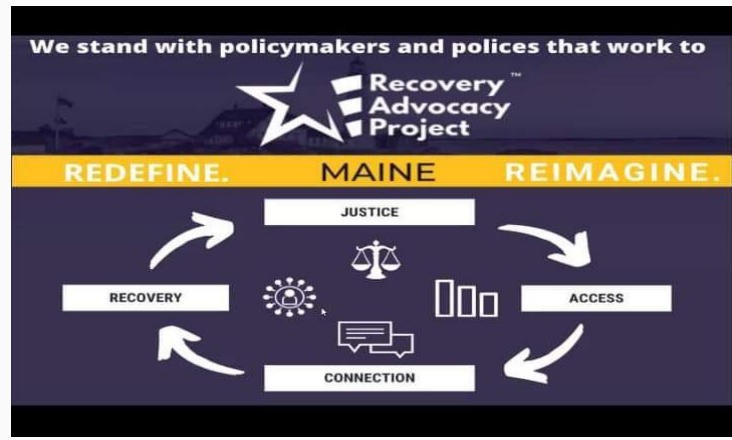 We stand with policymakers and polices that work to
Recovery™
Advocacy
Project
REDEFINE. MAINE REIMAGINE.
JUSTICE
RECOVERY ACCESS
CONNECTION